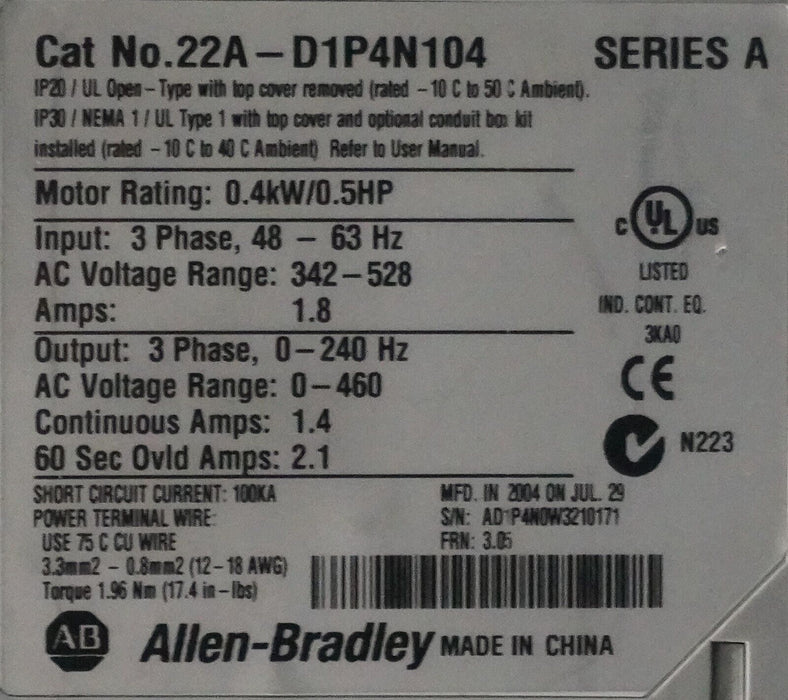 Cat No.22A-D1P4N104 SERIES A
IP20 / UL Open-Type with top cover removed (rated -10 C to 50 C Ambient).
IP30 / NEMA 1 / UL Type 1 with top cover and optional conduit box kit
installed (rated -10 C to 40 C Ambient) Refer to User Manual.
Motor Rating: 0.4kW/0.5HP
Input: 3 Phase, 48 - 63 Hz
AC Voltage Range: 342-528
Amps: 1.8
Output: 3 Phase, 0-240 Hz
AC Voltage Range: 0-460
Continuous Amps: 1.4
60 Sec Ovld Amps: 2.1
C UL US
LISTED
IND. CONT. EQ.
3KA0
CE
N223
SHORT CIRCUIT CURRENT: 100KA
POWER TERMINAL WIRE:
USE 75 C CU WIRE
3.3mm2 - 0.8mm2 (12-18 AWG)
Torque 1.96 Nm (17.4 in-lbs)
MFD. IN 2004 ON JUL. 29
S/N: AD1P4N0W3210171
FRN: 3.05
AB Allen-Bradley MADE IN CHINA